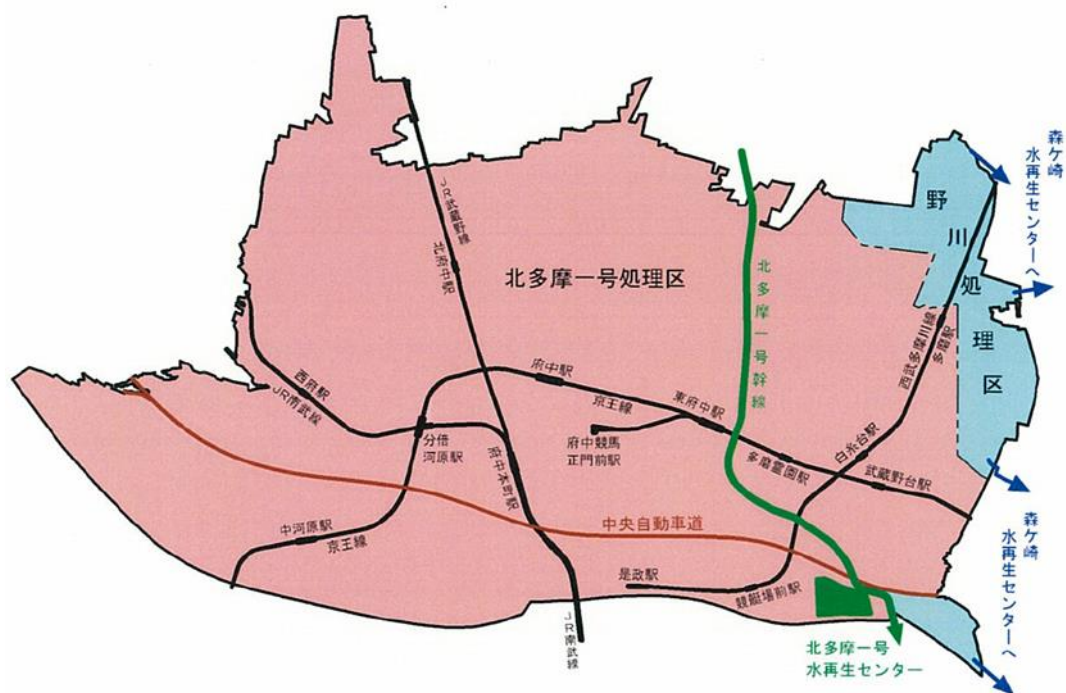 森ケ崎
水再生センターへ
野川処理区
JR武蔵野線
北府中駅
北多摩一号処理区
北多摩一号幹線
西武多摩川線
多磨駅
西府駅
JR南武線
府中駅
京王線
東府中駅
分倍
河原駅
府中競馬
正門前駅
府中本町駅
多磨霊園駅
白糸台駅
武蔵野台駅
中河原駅
京王線
中央自動車道
是政駅
競艇場前駅
JR南武線
北多摩一号
水再生センター
森ケ崎
水再生センターへ